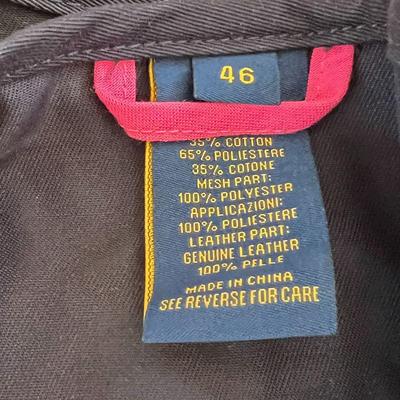 46
35% COTTON
65% POLIESTERE
35% COTONE
MESH PART:
100% POLYESTER
APPLICAZIONI:
100% POLIESTERE
LEATHER PART:
GENUINE LEATHER
100% PELLE
MADE IN CHINA
SEE REVERSE FOR CARE